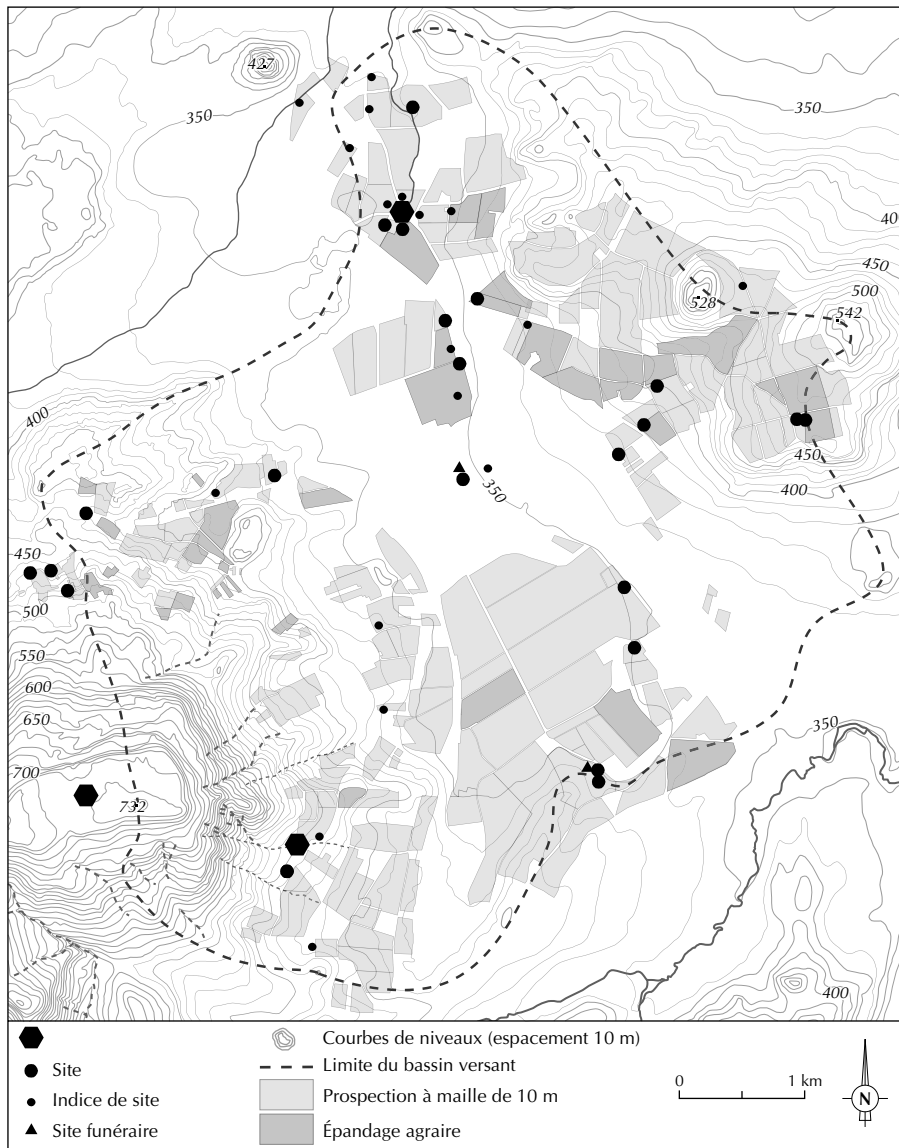 427
350
350
40
450
500
528
542
400
450
400
350
450
500
550
600
650
350
700
732
400
Courbes de niveaux (espacement 10 m)
Limite du bassin versant
Site
Prospection à maille de 10 m
0 1 km
Indice de site
N
Site funéraire
Épandage agraire